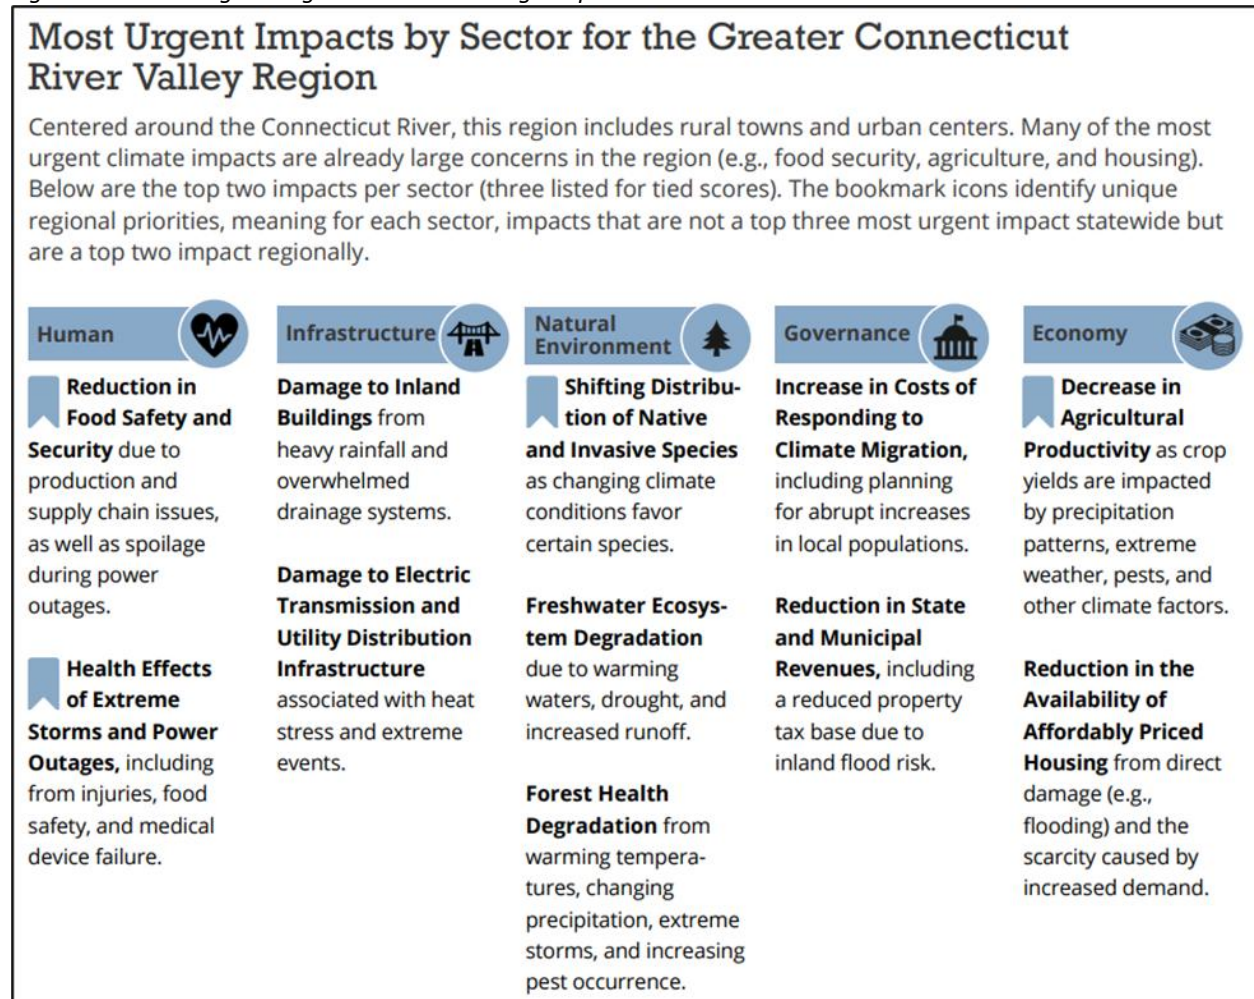 Most Urgent Impacts by Sector for the Greater Connecticut
River Valley Region
Centered around the Connecticut River, this region includes rural towns and urban centers. Many of the most
urgent climate impacts are already large concerns in the region (e.g., food security, agriculture, and housing).
Below are the top two impacts per sector (three listed for tied scores). The bookmark icons identify unique
regional priorities, meaning for each sector, impacts that are not a top three most urgent impact statewide but
are a top two impact regionally.
Human
Reduction in
Food Safety and
Security due to
production and
supply chain issues,
as well as spoilage
during power
outages.
Health Effects
of Extreme
Storms and Power
Outages, including
from injuries, food
safety, and medical
device failure.
Infrastructure
Damage to Inland
Buildings from
heavy rainfall and
overwhelmed
drainage systems.
Damage to Electric
Transmission and
Utility Distribution
Infrastructure
associated with heat
stress and extreme
events.
Natural
Environment
Shifting Distribu-
tion of Native
and Invasive Species
as changing climate
conditions favor
certain species.
Freshwater Ecosys-
tem Degradation
due to warming
waters, drought, and
increased runoff.
Forest Health
Degradation from
warming tempera-
tures, changing
precipitation, extreme
storms, and increasing
pest occurrence.
Governance
Increase in Costs of
Responding to
Climate Migration,
including planning
for abrupt increases
in local populations.
Reduction in State
and Municipal
Revenues, including
a reduced property
tax base due to
inland flood risk.
Economy
Decrease in
Agricultural
Productivity as crop
yields are impacted
by precipitation
patterns, extreme
weather, pests, and
other climate factors.
Reduction in the
Availability of
Affordably Priced
Housing from direct
damage (e.g.,
flooding) and the
scarcity caused by
increased demand.